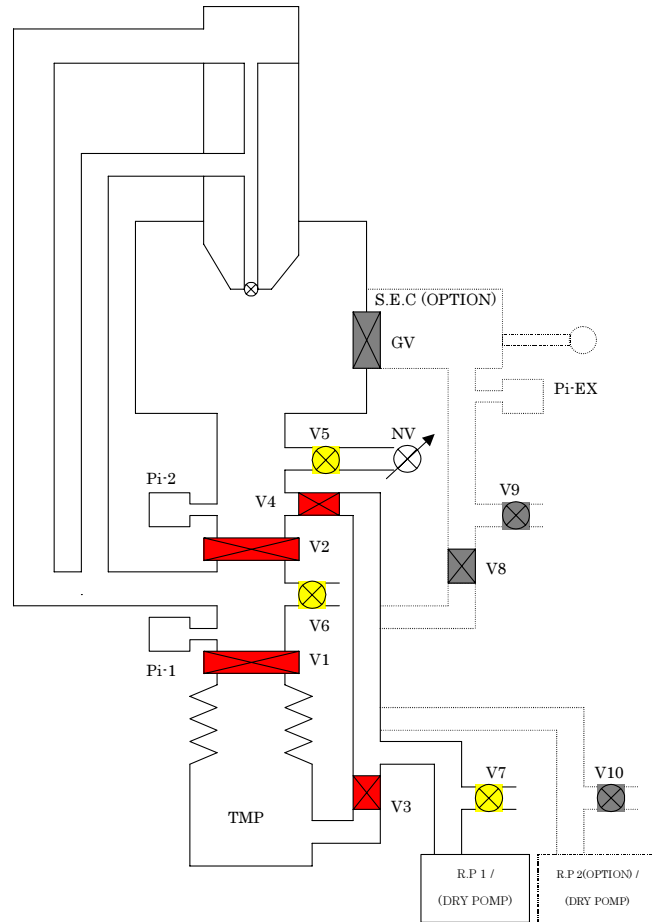 S.E.C (OPTION)
GV
Pi-EX
V5
NV
Pi-2
V4
V9
V2
V8
V6
Pi-1
V1
V7
V10
TMP
V3
R.P 1 /
(DRY POMP)
R.P 2(OPTION) /
(DRY POMP)